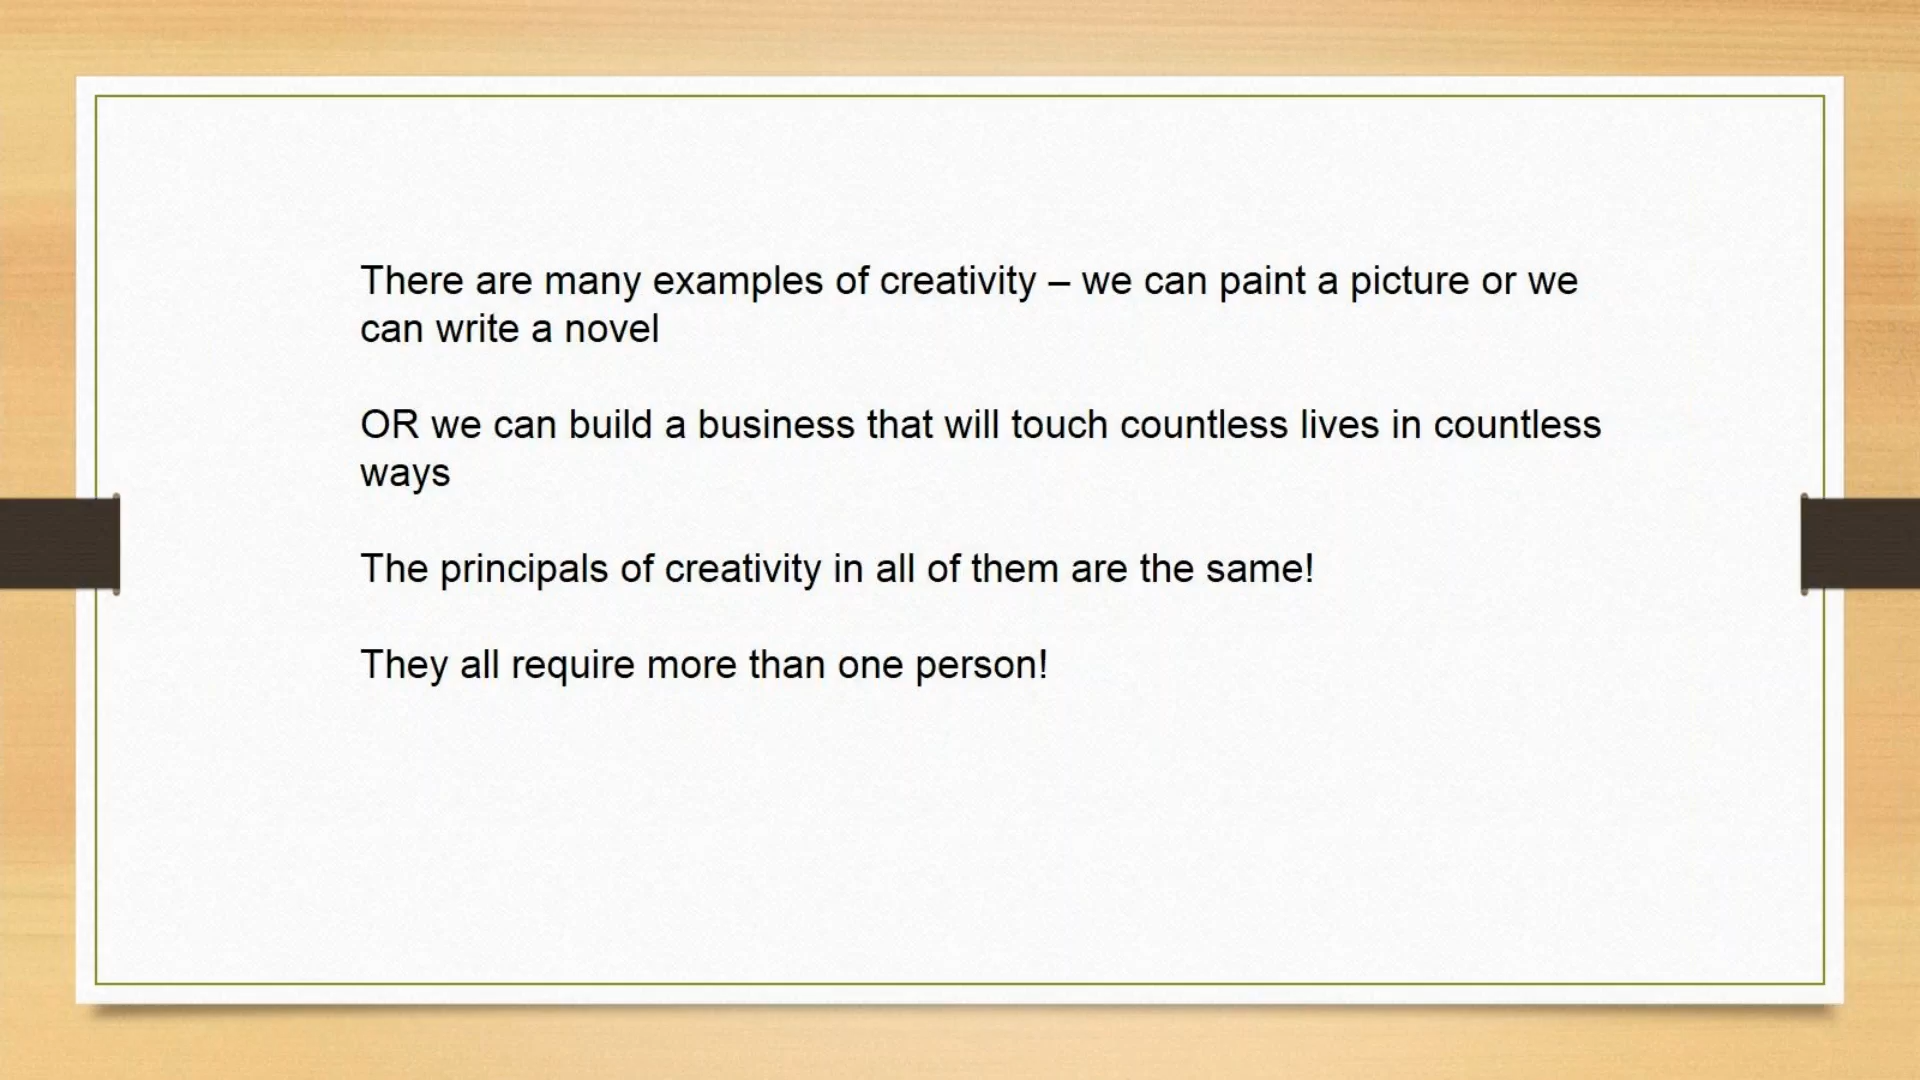 There are many examples of creativity – we can paint a picture or we
can write a novel
OR we can build a business that will touch countless lives in countless
ways
The principals of creativity in all of them are the same!
They all require more than one person!